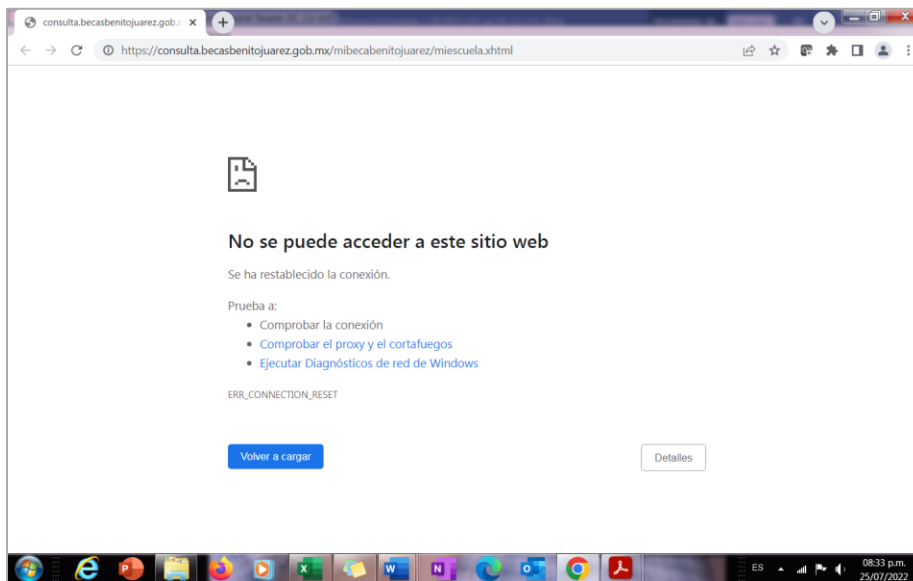 consulta.becasbenitojuarez.gob.r
https://consulta.becasbenitojuarez.gob.mx/mibecabenitojuarez/miescuela.xhtml
No se puede acceder a este sitio web
Se ha restablecido la conexión.
Prueba a:
Comprobar la conexión
Comprobar el proxy y el cortafuegos
Ejecutar Diagnósticos de red de Windows
ERR_CONNECTION_RESET
Volver a cargar
Detalles
ES
08:33 p.m.
25/07/2022